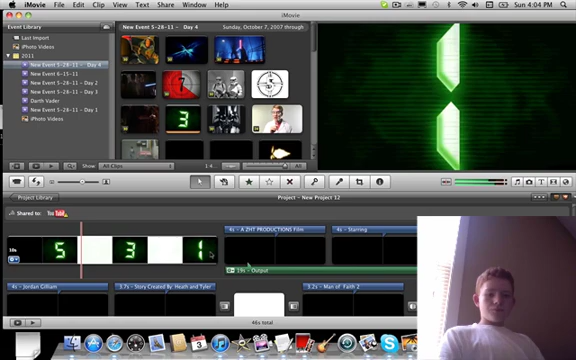 iMovie File Edit Clip View Text Share Window Help
Sun 4:04 PM
iMovie
Event Library
New Event 5-28-11 - Day 4
Sunday, October 7, 2007 through
Last Import
iPhoto Videos
2011
New Event 5-28-11 - Day 4
New Event 6-15-11
New Event 5-28-11 - Day 2
New Event 5-28-11 - Day 3
Darth Vader
New Event 5-28-11 - Day 1
iPhoto Videos
3
Show: All Clips
All
Project Library
Project - New Project 12
Shared to: YouTube
4s - A ZHT PRODUCTIONS Film
4s - Starring
5 3 1
19s - Output
4s - Jordan Gilliam
3.7s - Story Created By: Heath and Tyler
3.2s - Man of Faith 2
46s total